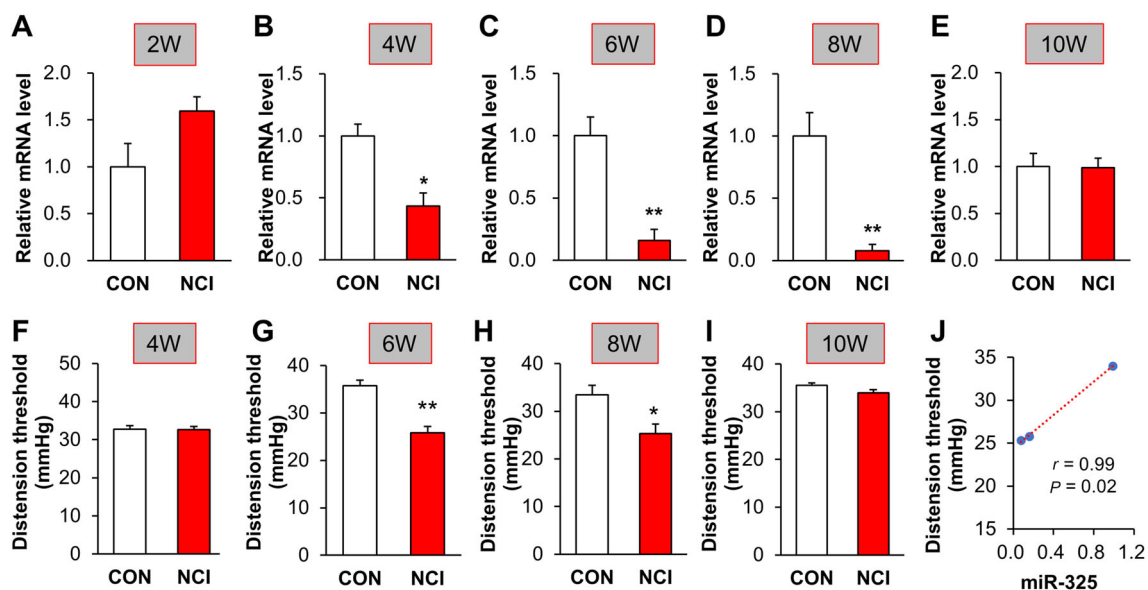 A
2W
Relative mRNA level
2.0
1.5
1.0
0.5
0.0
CON NCI
B
4W
Relative mRNA level
1.5
1.0
0.5
0.0
*
CON NCI
C
6W
Relative mRNA level
1.5
1.0
0.5
0.0
**
CON NCI
D
8W
Relative mRNA level
1.5
1.0
0.5
0.0
**
CON NCI
E
10W
Relative mRNA level
2.0
1.5
1.0
0.5
0.0
CON NCI
F
4W
Distension threshold
(mmHg)
50
40
30
20
10
0
CON NCI
G
6W
Distension threshold
(mmHg)
40
30
20
10
0
**
CON NCI
H
8W
Distension threshold
(mmHg)
40
30
20
10
0
*
CON NCI
I
10W
Distension threshold
(mmHg)
40
30
20
10
0
CON NCI
J
Distension threshold
(mmHg)
35
33
25
20
15
r = 0.99
P = 0.02
0.0 0.4 0.8 1.2
miR-325